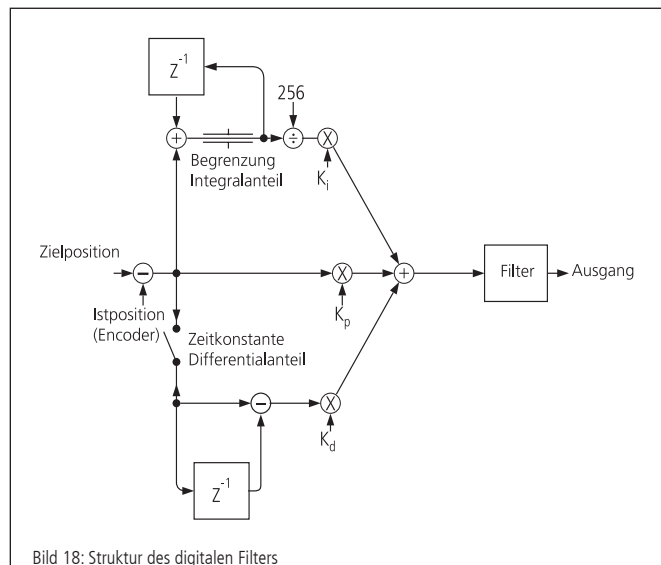 Z-1
256
+
÷
X
Begrenzung
Integralanteil
Ki
Zielposition
−
X
+
Filter
Ausgang
Istposition
(Encoder)
Kp
Zeitkonstante
Differentialanteil
−
X
Kd
Z-1
Bild 18: Struktur des digitalen Filters